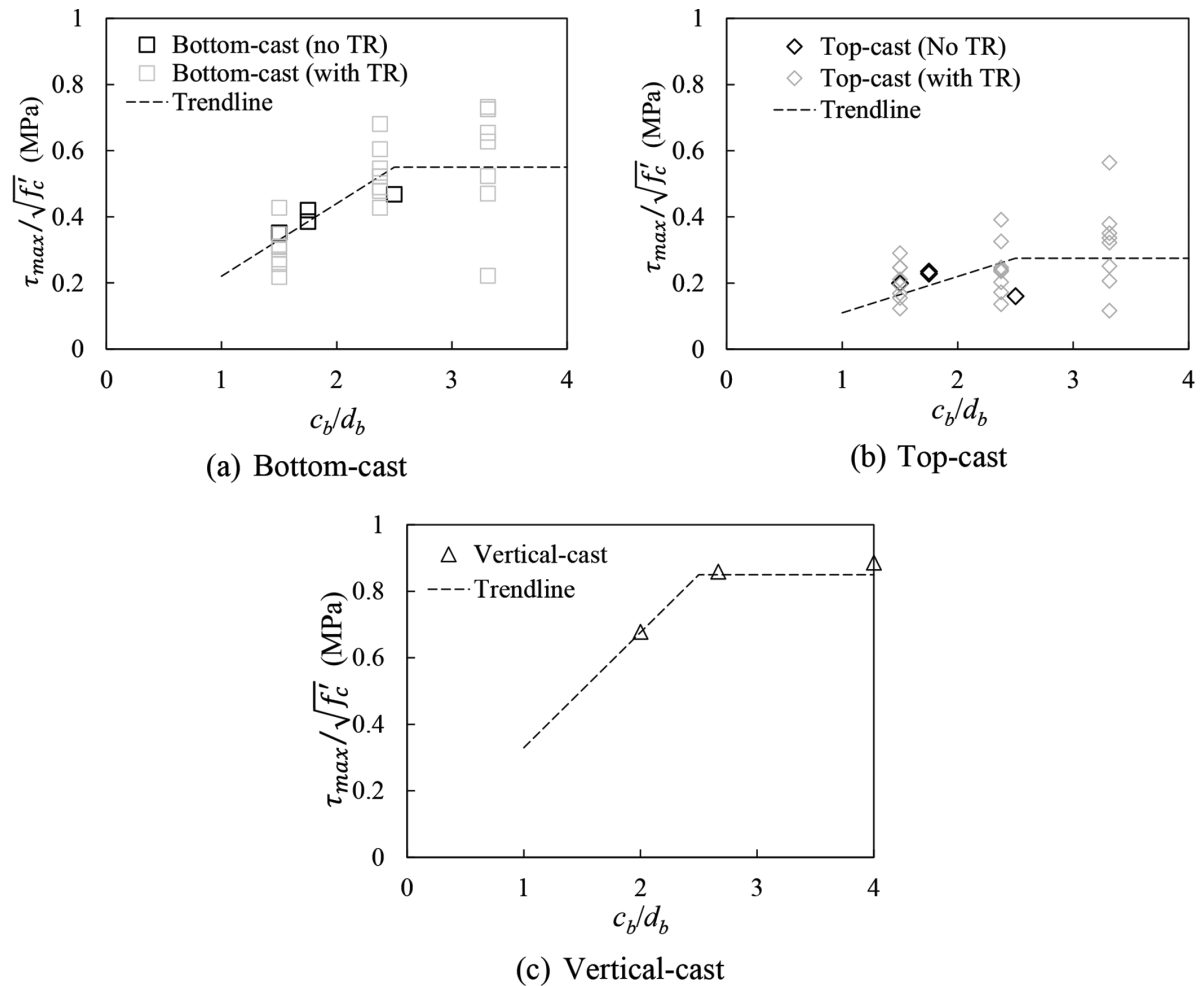 1
0.8
0.6
0.4
0.2
0
τmax/√f′c (MPa)
Bottom-cast (no TR)
Bottom-cast (with TR)
Trendline
0 1 2 3 4
cb/db
(a) Bottom-cast
1
0.8
0.6
0.4
0.2
0
τmax/√f′c (MPa)
Top-cast (No TR)
Top-cast (with TR)
Trendline
0 1 2 3 4
cb/db
(b) Top-cast
1
0.8
0.6
0.4
0.2
0
τmax/√f′c (MPa)
Vertical-cast
Trendline
0 1 2 3 4
cb/db
(c) Vertical-cast